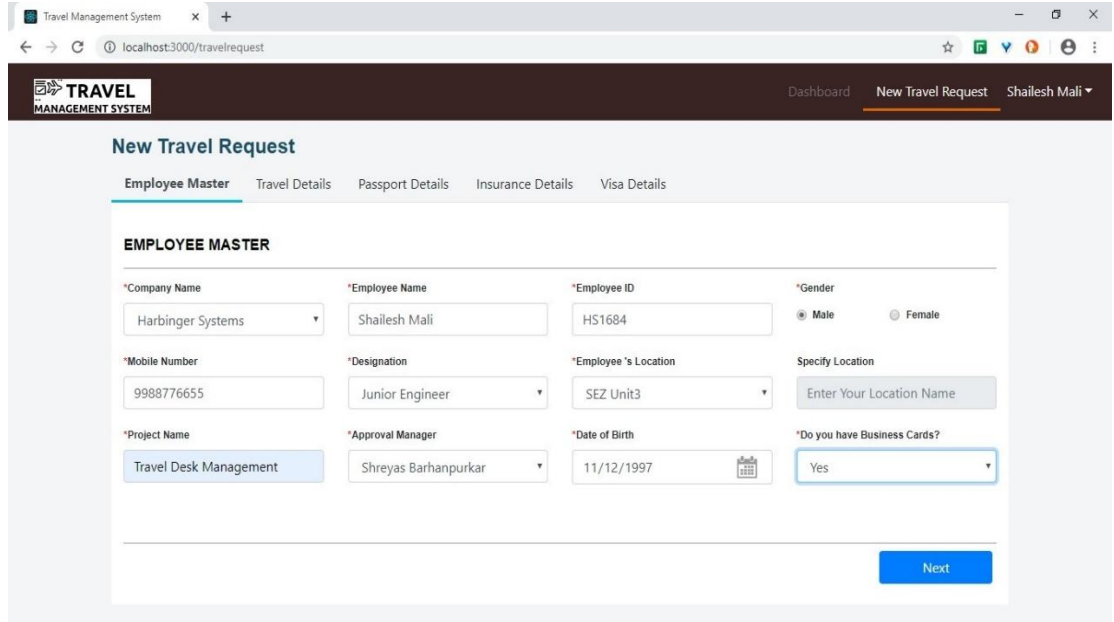 Travel Management System
localhost:3000/travelrequest
TRAVEL
MANAGEMENT SYSTEM
Dashboard New Travel Request Shailesh Mali
New Travel Request
Employee Master Travel Details Passport Details Insurance Details Visa Details
EMPLOYEE MASTER
*Company Name *Employee Name *Employee ID *Gender
Harbinger Systems Shailesh Mali HS1684 Male Female
*Mobile Number *Designation *Employee 's Location Specify Location
9988776655 Junior Engineer SEZ Unit3 Enter Your Location Name
*Project Name *Approval Manager *Date of Birth *Do you have Business Cards?
Travel Desk Management Shreyas Barhanpurkar 11/12/1997 Yes
Next